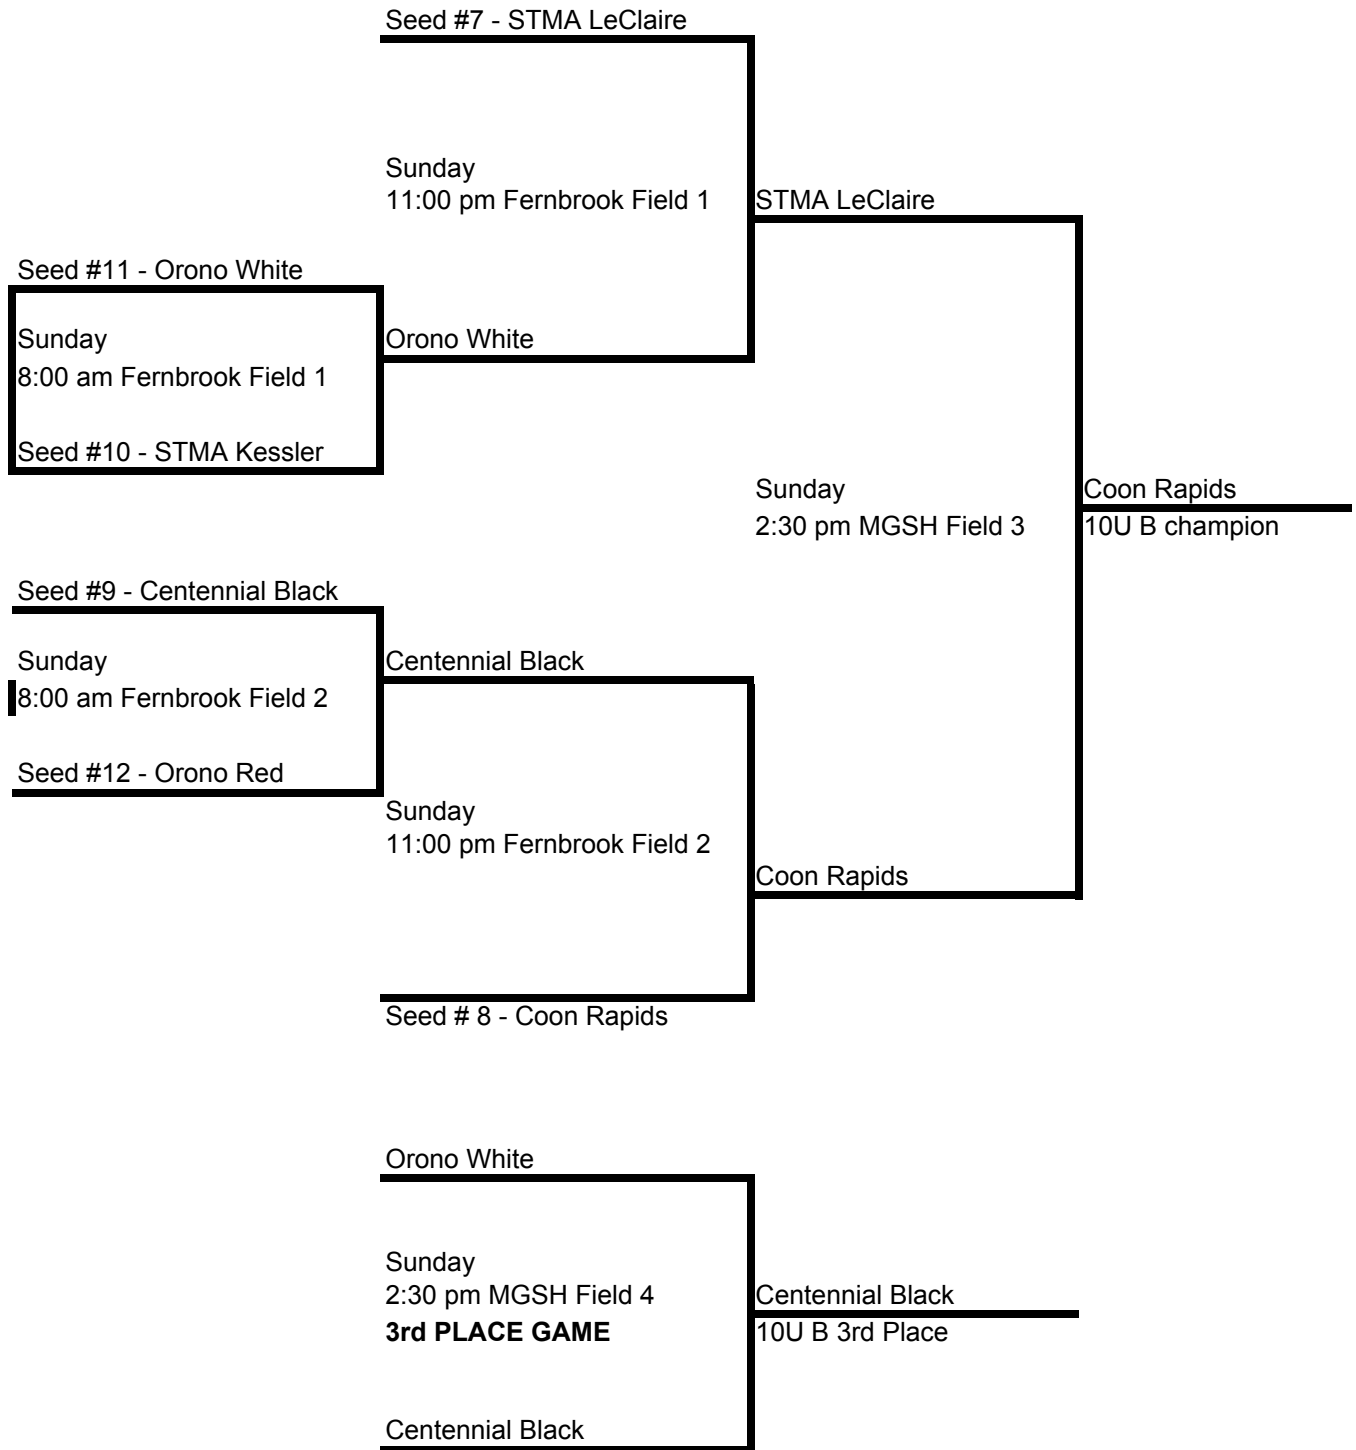 Seed #7 - STMA LeClaire
Sunday
11:00 pm Fernbrook Field 1
STMA LeClaire
Seed #11 - Orono White
Sunday
Orono White
8:00 am Fernbrook Field 1
Seed #10 - STMA Kessler
Sunday
Coon Rapids
2:30 pm MGSH Field 3
10U B champion
Seed #9 - Centennial Black
Sunday
Centennial Black
8:00 am Fernbrook Field 2
Seed #12 - Orono Red
Sunday
11:00 pm Fernbrook Field 2
Coon Rapids
Seed # 8 - Coon Rapids
Orono White
Sunday
2:30 pm MGSH Field 4
Centennial Black
3rd PLACE GAME
10U B 3rd Place
Centennial Black